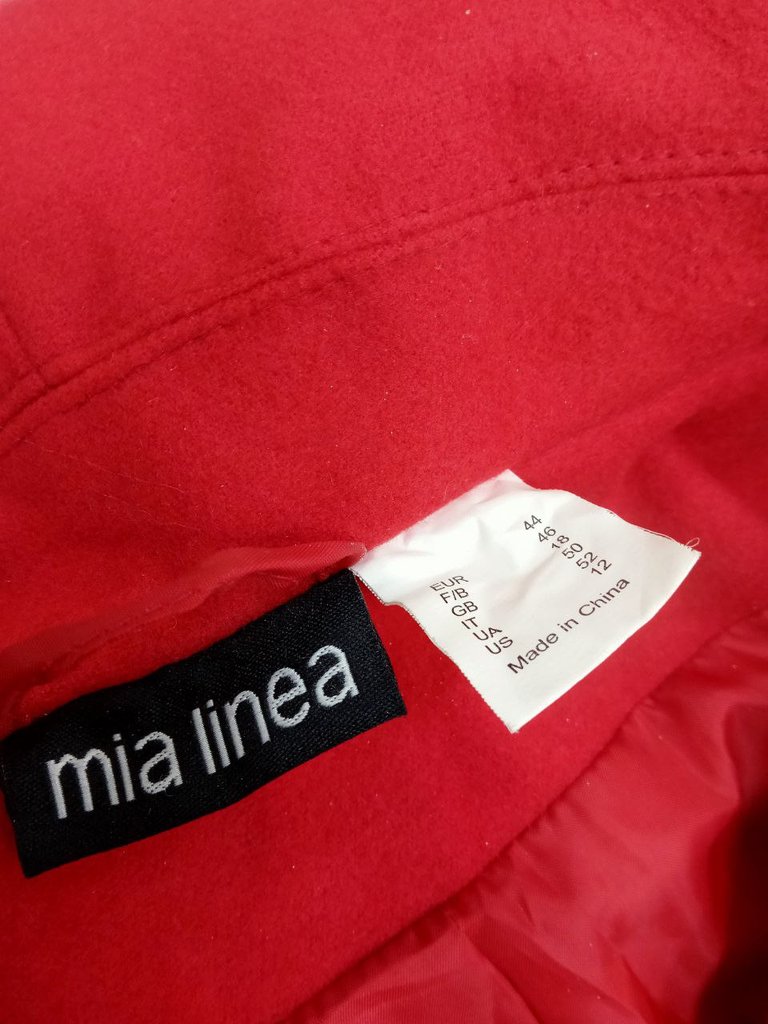 mia linea
EUR 44
F/B 46
GB 18
IT 50
UA 52
US 12
Made in China